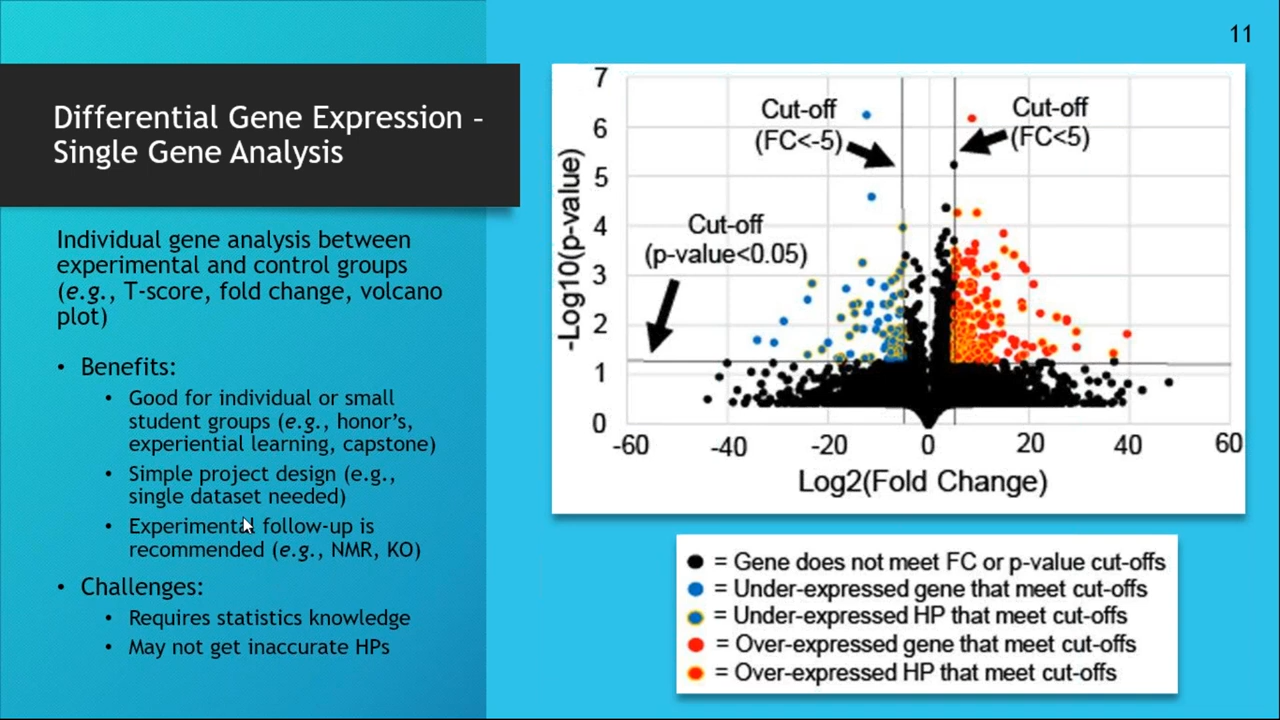 11
Differential Gene Expression –
Single Gene Analysis
Individual gene analysis between
experimental and control groups
(e.g., T-score, fold change, volcano
plot)
• Benefits:
• Good for individual or small
student groups (e.g., honor's,
experiential learning, capstone)
• Simple project design (e.g.,
single dataset needed)
• Experimental follow-up is
recommended (e.g., NMR, KO)
• Challenges:
• Requires statistics knowledge
• May not get inaccurate HPs
-Log10(p-value)
7
6
5
4
3
2
1
0
Cut-off
(FC<-5)
Cut-off
(FC<5)
Cut-off
(p-value<0.05)
-60 -40 -20 0 20 40 60
Log2(Fold Change)
= Gene does not meet FC or p-value cut-offs
= Under-expressed gene that meet cut-offs
= Under-expressed HP that meet cut-offs
= Over-expressed gene that meet cut-offs
= Over-expressed HP that meet cut-offs